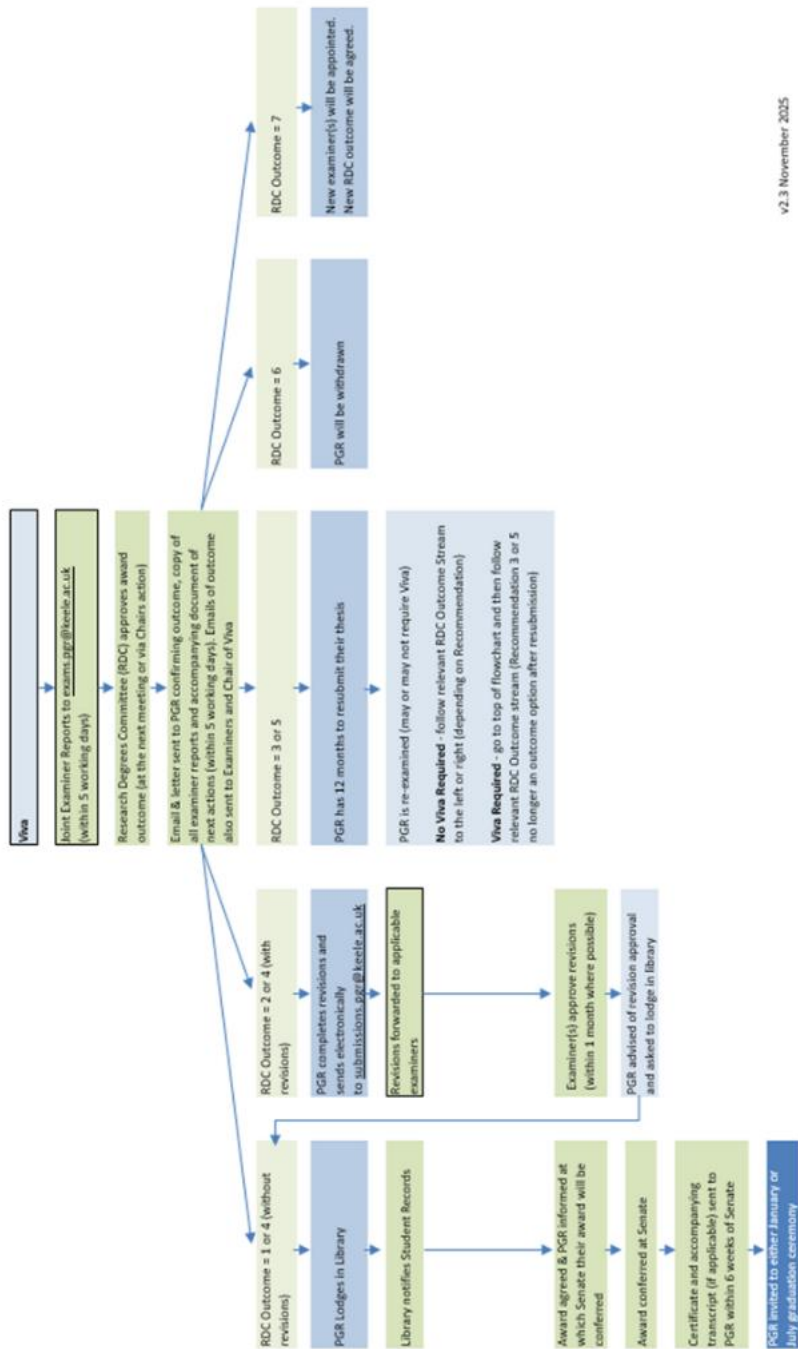 Viva
Joint Examiner Reports to exams.pgr@keele.ac.uk
(within 5 working days)
Research Degrees Committee (RDC) approves award
outcome (at the next meeting or via Chairs action)
Email & letter sent to PGR confirming outcome, copy of
all examiner reports and accompanying document of
next actions (within 5 working days). Emails of outcome
also sent to Examiners and Chair of Viva
RDC Outcome = 1 or 4 (without
revisions)
PGR Lodges in Library
Library notifies Student Records
Award agreed & PGR informed at
which Senate their award will be
conferred
Award conferred at Senate
Certificate and accompanying
transcript (if applicable) sent to
PGR within 6 weeks of Senate
PGR invited to either January or
July graduation ceremony
RDC Outcome = 2 or 4 (with
revisions)
PGR completes revisions and
sends electronically
to submissions.pgr@keele.ac.uk
Revisions forwarded to applicable
examiners
Examiner(s) approve revisions
(within 1 month where possible)
PGR advised of revision approval
and asked to lodge in library
RDC Outcome = 3 or 5
PGR has 12 months to resubmit their thesis
PGR is re-examined (may or may not require Viva)
No Viva Required - follow relevant RDC Outcome Stream
to the left or right (depending on Recommendation)
Viva Required - go to top of flowchart and then follow
relevant RDC Outcome stream (Recommendation 3 or 5
no longer an outcome option after resubmission)
RDC Outcome = 6
PGR will be withdrawn
RDC Outcome = 7
New examiner(s) will be appointed.
New RDC outcome will be agreed.
v2.3 November 2025